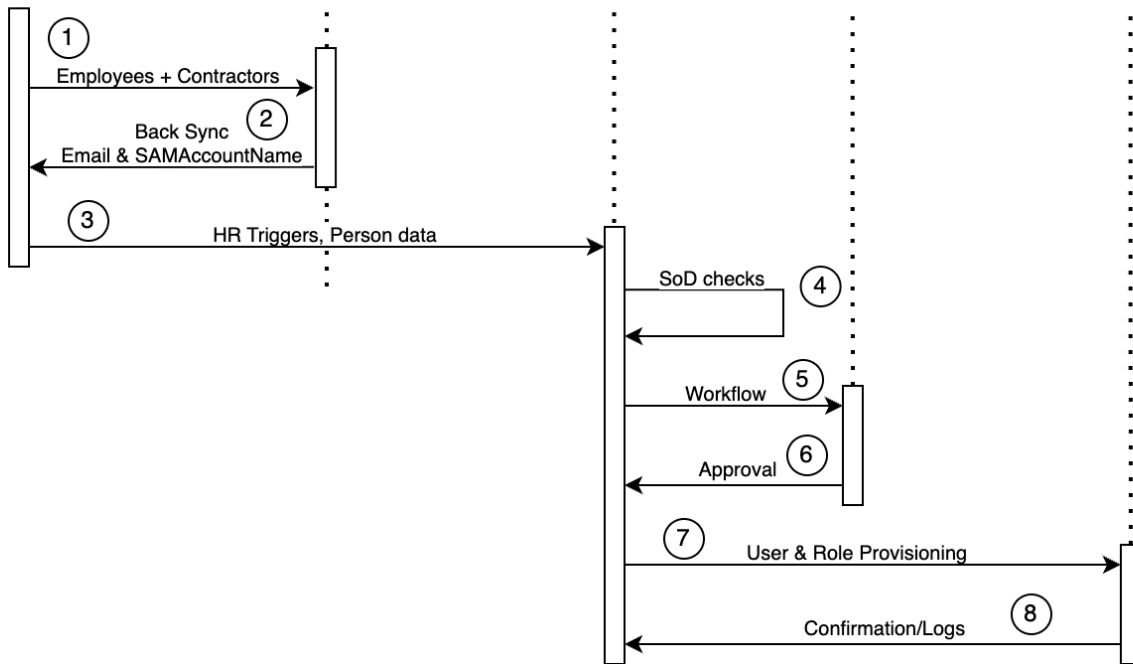 1
Employees + Contractors
2
Back Sync
Email & SAMAccountName
3
HR Triggers, Person data
SoD checks
4
Workflow
5
Approval
6
7
User & Role Provisioning
8
Confirmation/Logs